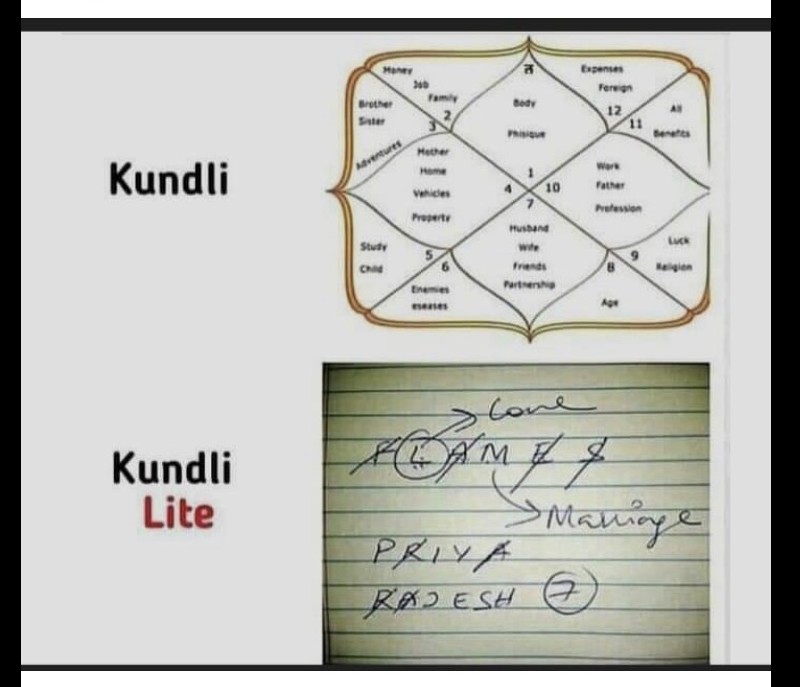 Kundli
Money
Job
Family
2
Brother
Sister
3
Adventures
त
Body
Phisique
1
Expenses
Foreign
12
11
All
Benefits
Mother
Home
Vehicles
Property
4
10
7
Work
Father
Profession
Study
Child
5
6
Enemies
eseases
Husband
Wife
Friends
Partnership
8
Age
9
Luck
Religion
Kundli
Lite
Love
FLAMES
Marriage
PRIYA
RAJESH 7